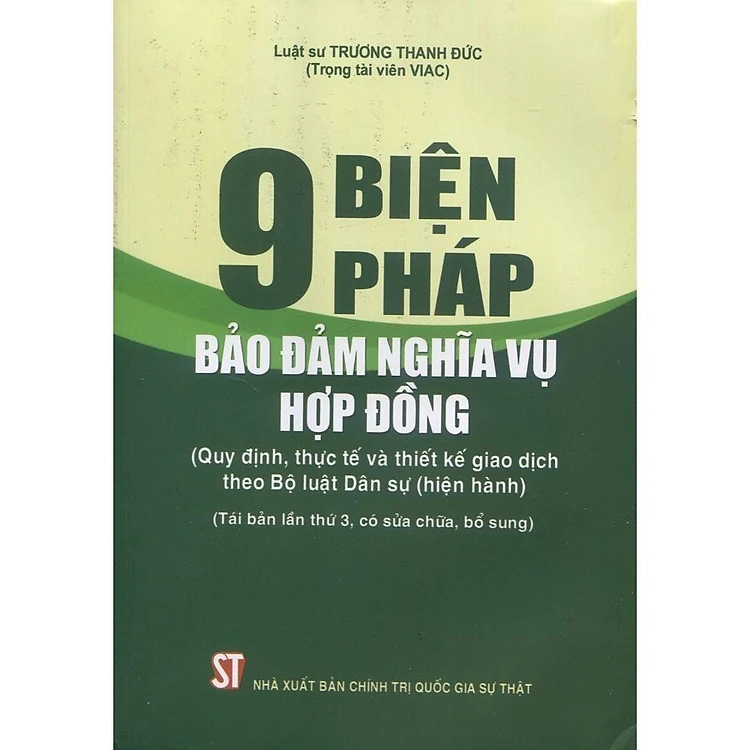 Luật sư TRƯƠNG THANH ĐỨC
(Trọng tài viên VIAC)
9 BIỆN
PHÁP
BẢO ĐẢM NGHĨA VỤ
HỢP ĐỒNG
(Quy định, thực tế và thiết kế giao dịch
theo Bộ luật Dân sự (hiện hành)
(Tái bản lần thứ 3, có sửa chữa, bổ sung)
ST NHÀ XUẤT BẢN CHÍNH TRỊ QUỐC GIA SỰ THẬT